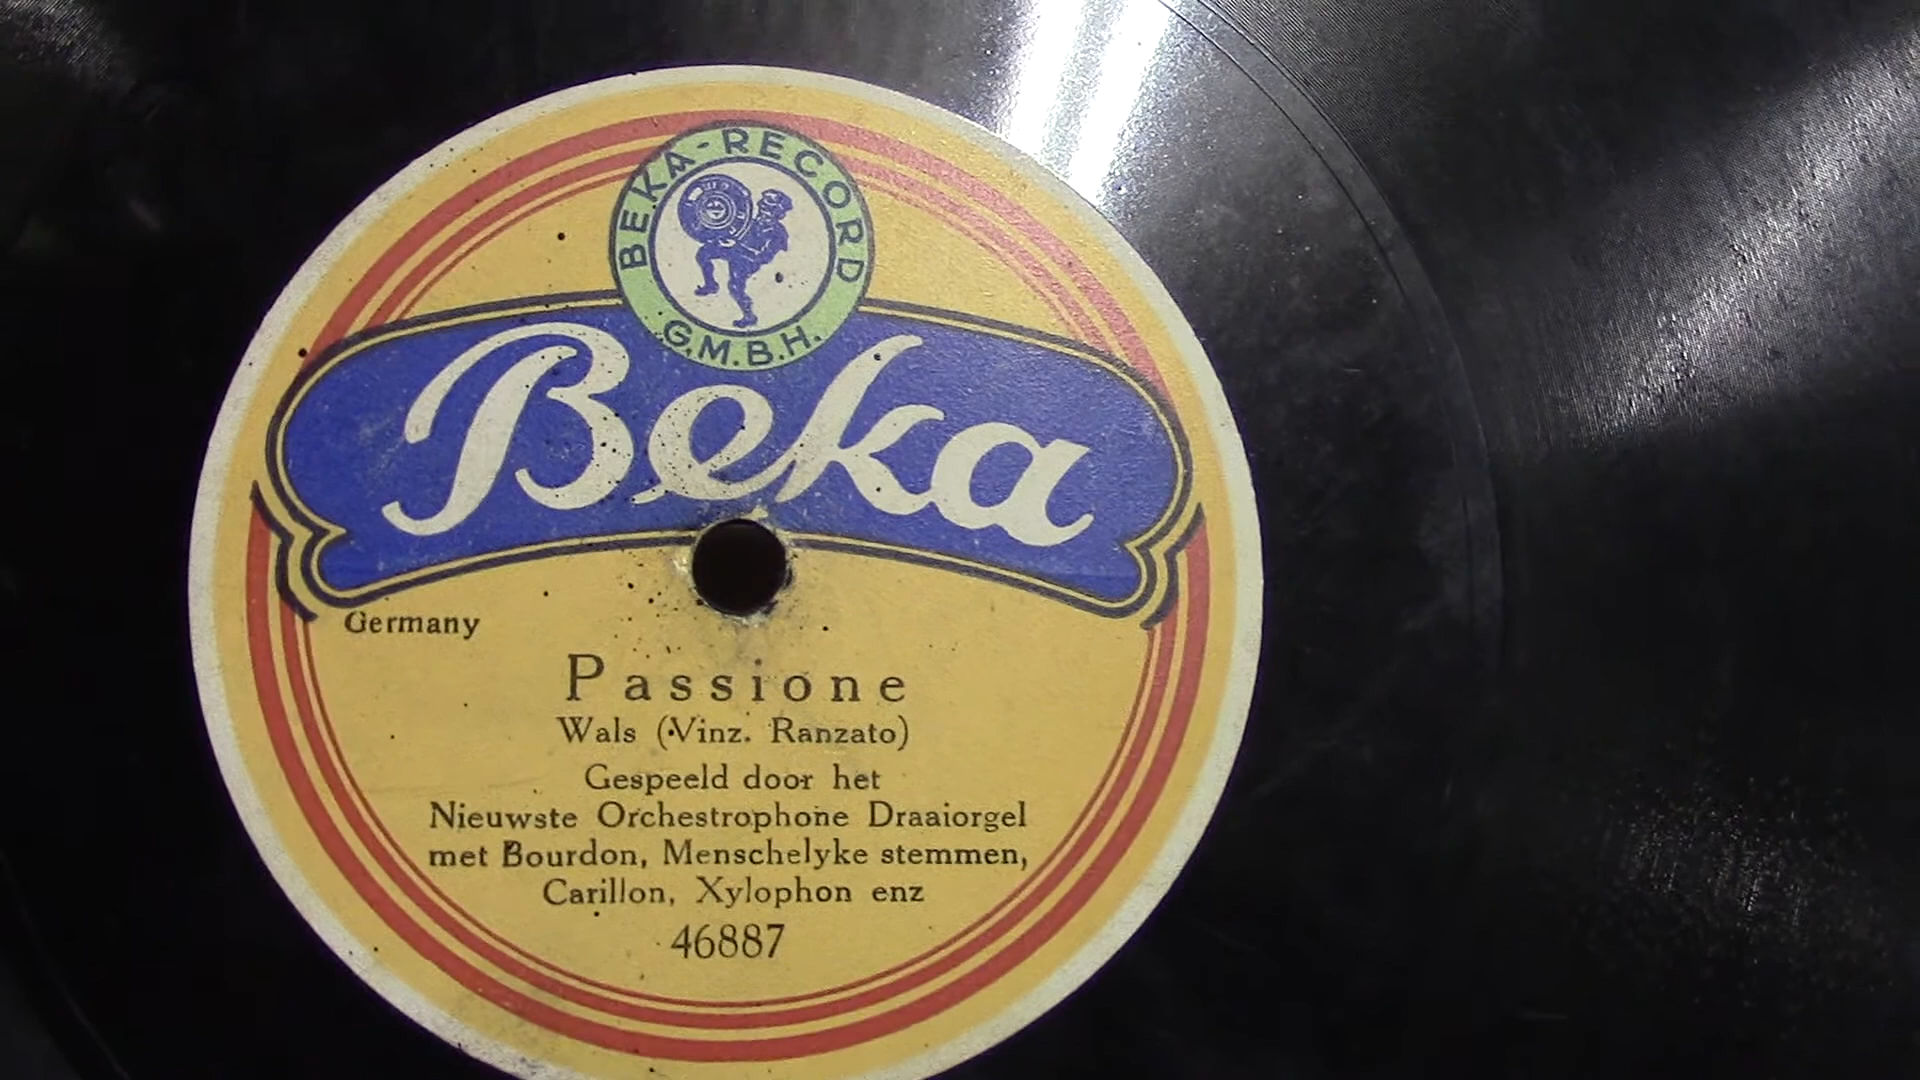 BEKA-RECORD
G.M.B.H.
Beka
Germany
Passione
Wals (Vinz. Ranzato)
Gespeeld door het
Nieuwste Orchestrophone Draaiorgel
met Bourdon, Menschelyke stemmen,
Carillon, Xylophon enz
46887